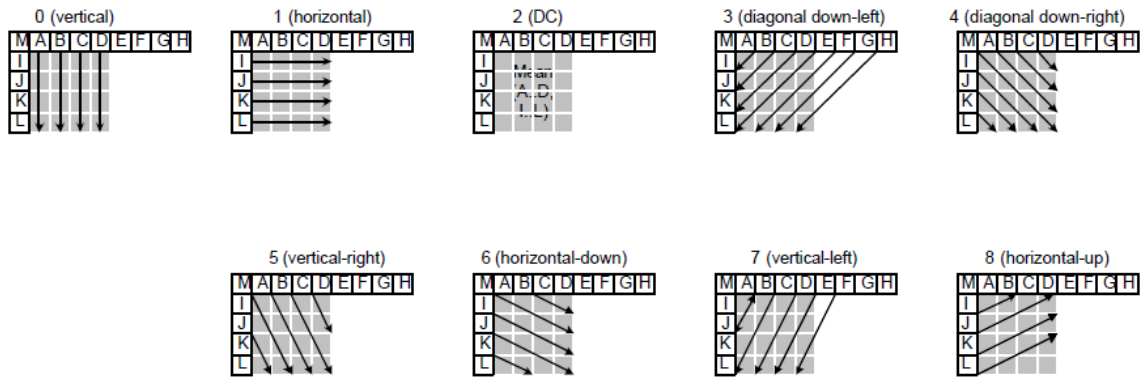 0 (vertical)
M A B C D E F G H
I
J
K
L
1 (horizontal)
M A B C D E F G H
I
J
K
L
2 (DC)
M A B C D E F G H
I
J
K
L
Mean
(A..D,
I..L)
3 (diagonal down-left)
M A B C D E F G H
I
J
K
L
4 (diagonal down-right)
M A B C D E F G H
I
J
K
L
5 (vertical-right)
M A B C D E F G H
I
J
K
L
6 (horizontal-down)
M A B C D E F G H
I
J
K
L
7 (vertical-left)
M A B C D E F G H
I
J
K
L
8 (horizontal-up)
M A B C D E F G H
I
J
K
L